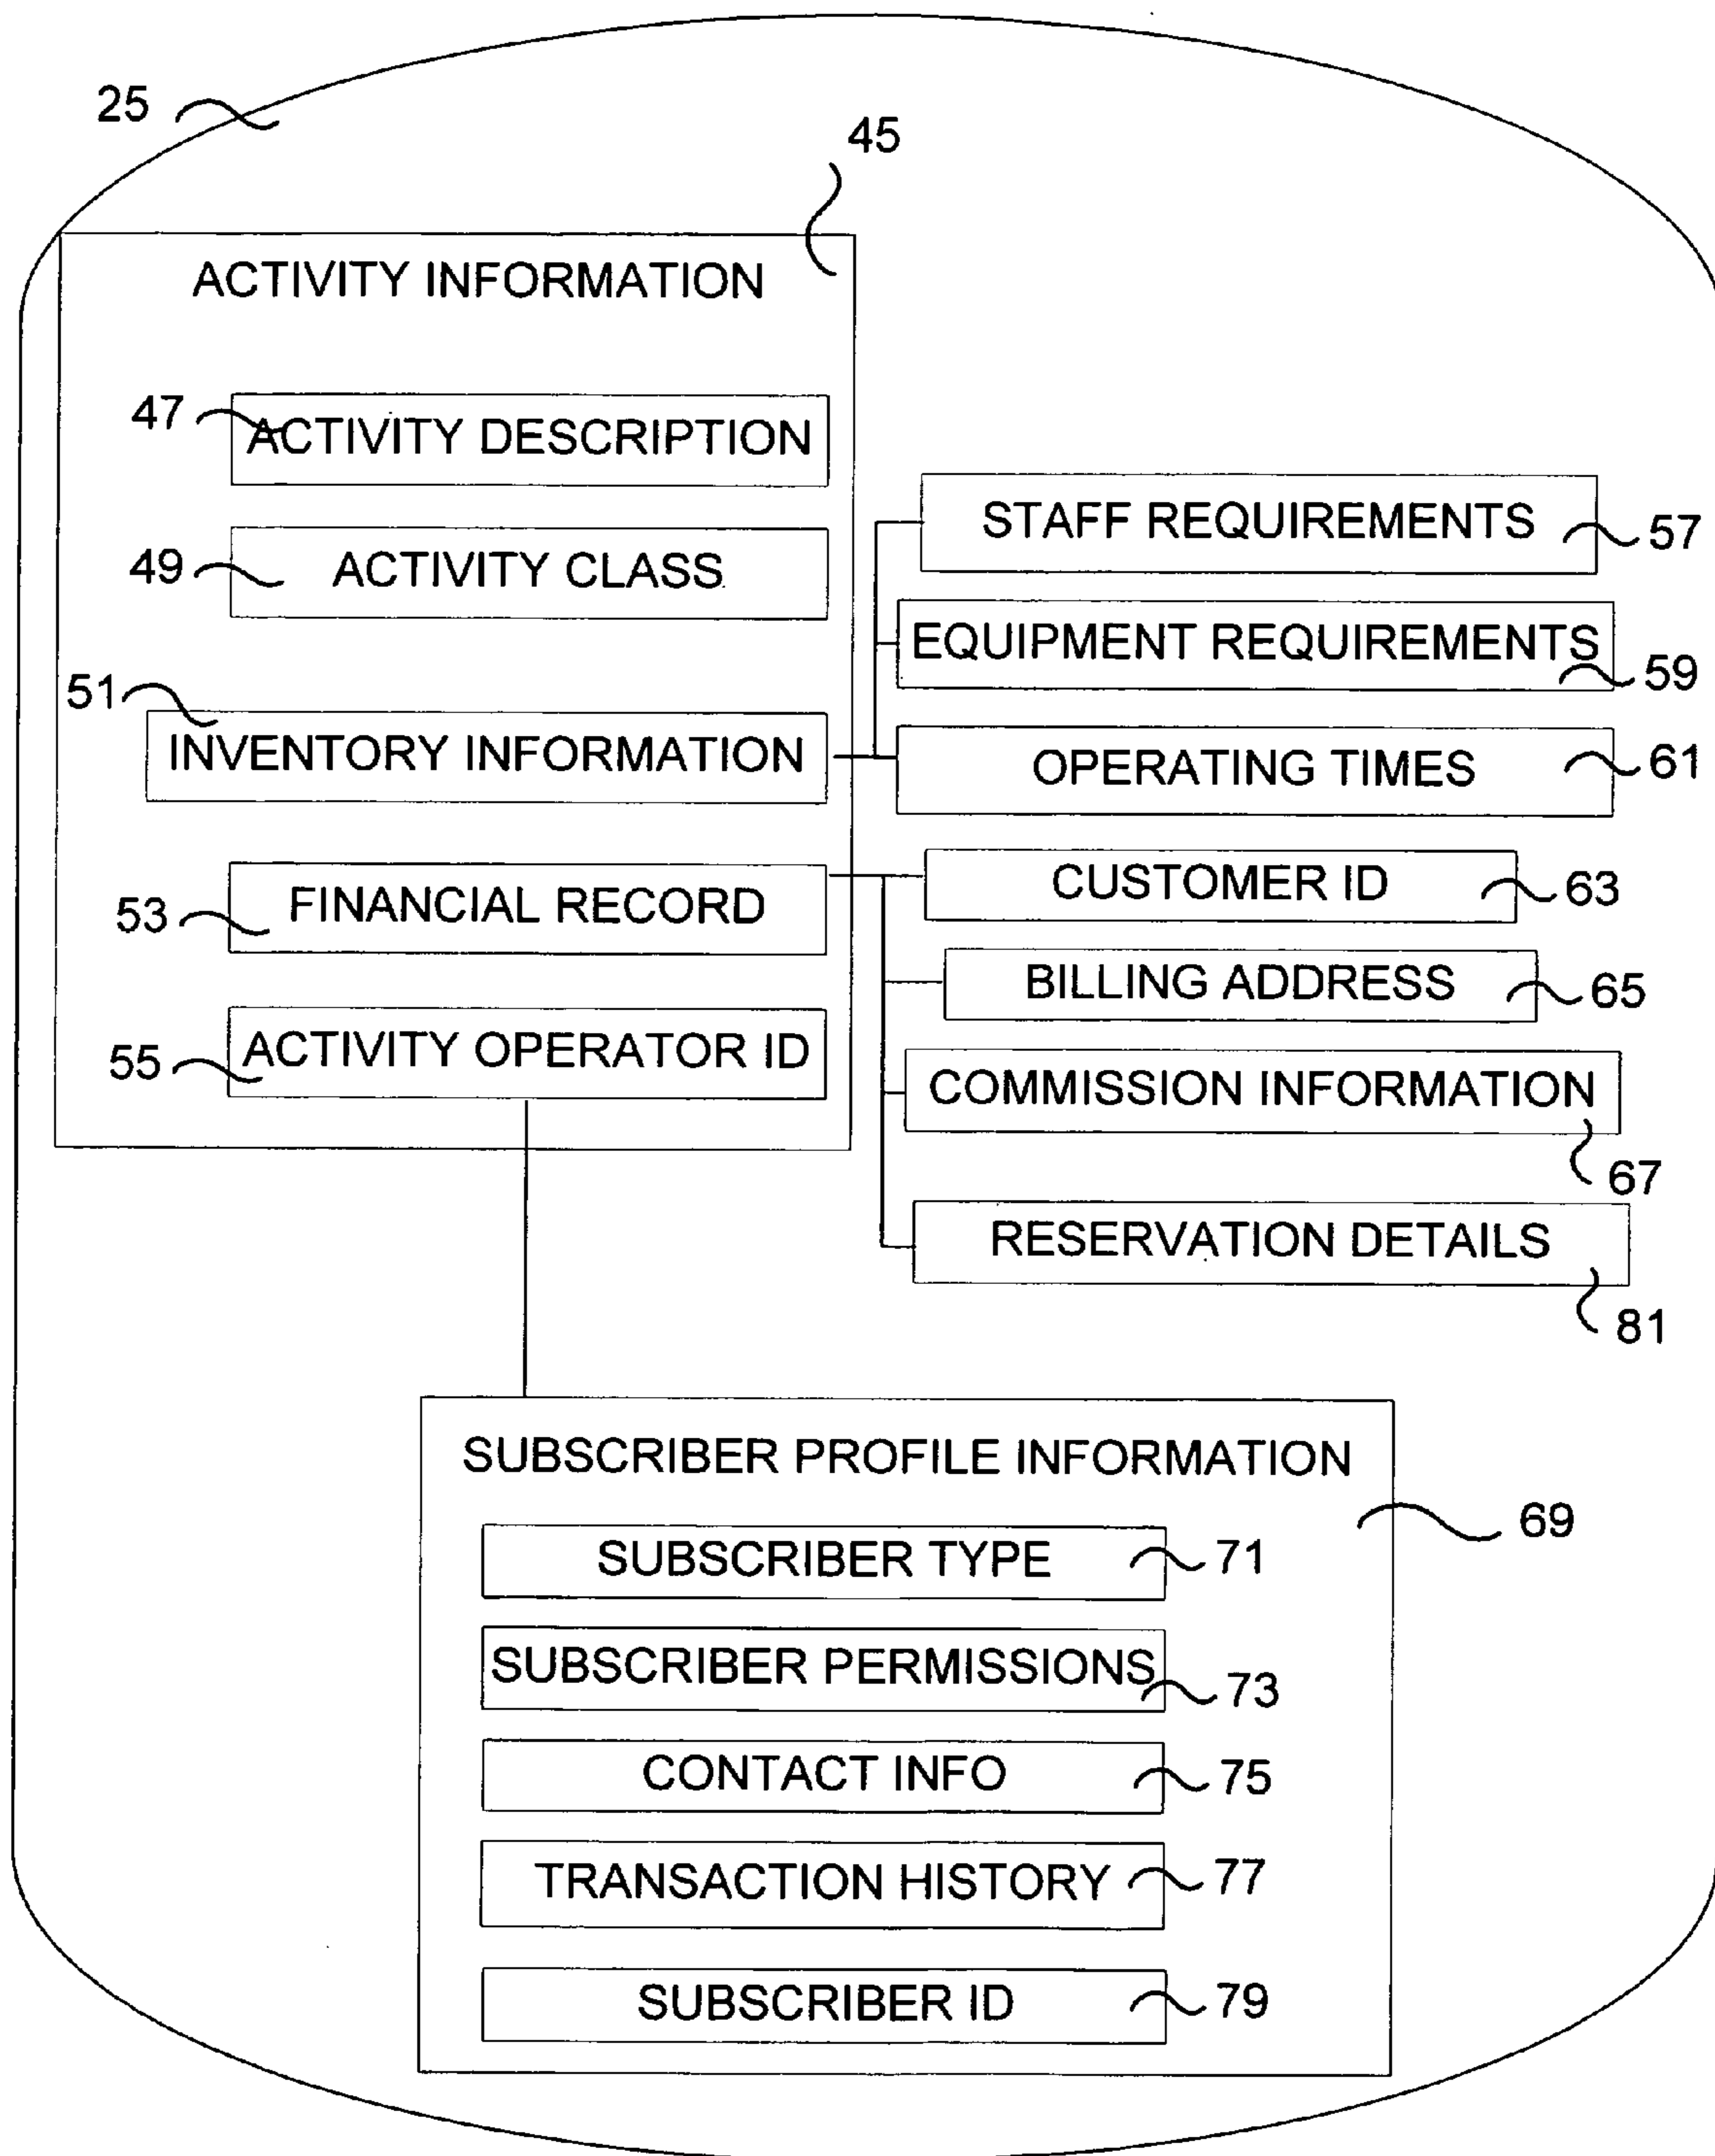 25
45
ACTIVITY INFORMATION
47
ACTIVITY DESCRIPTION
49
ACTIVITY CLASS
51
INVENTORY INFORMATION
53
FINANCIAL RECORD
55
ACTIVITY OPERATOR ID
STAFF REQUIREMENTS
57
EQUIPMENT REQUIREMENTS
59
OPERATING TIMES
61
CUSTOMER ID
63
BILLING ADDRESS
65
COMMISSION INFORMATION
67
RESERVATION DETAILS
81
SUBSCRIBER PROFILE INFORMATION
69
SUBSCRIBER TYPE
71
SUBSCRIBER PERMISSIONS
73
CONTACT INFO
75
TRANSACTION HISTORY
77
SUBSCRIBER ID
79